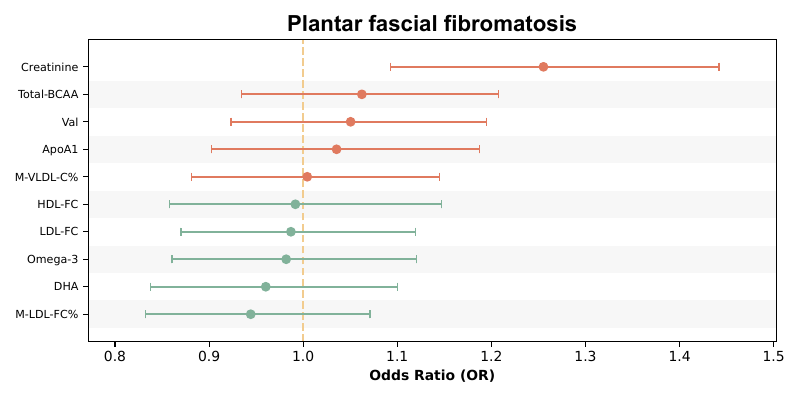 Plantar fascial fibromatosis
Creatinine
Total-BCAA
Val
ApoA1
M-VLDL-C%
HDL-FC
LDL-FC
Omega-3
DHA
M-LDL-FC%
0.8 0.9 1.0 1.1 1.2 1.3 1.4 1.5
Odds Ratio (OR)